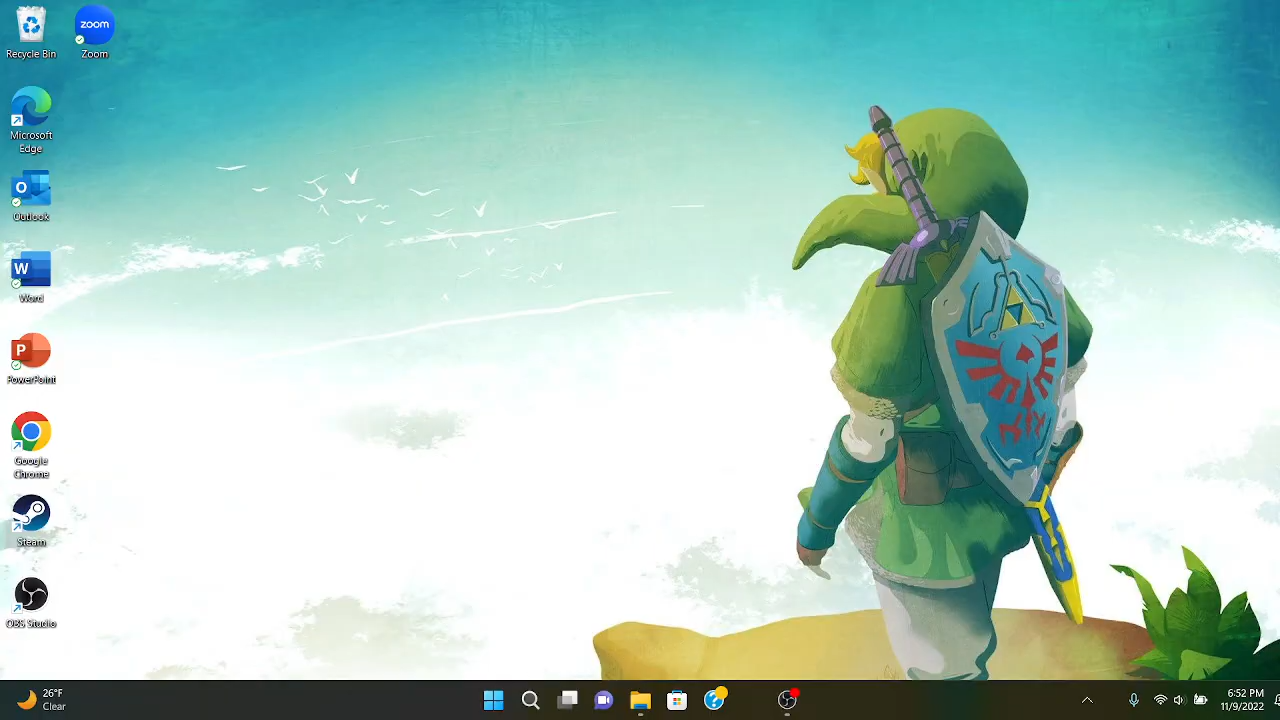 Recycle Bin
zoom
Zoom
Microsoft
Edge
O
Outlook
W
Word
P
PowerPoint
Google
Chrome
Steam
OBS Studio
26°F
Clear
6:52 PM
11/9/2022